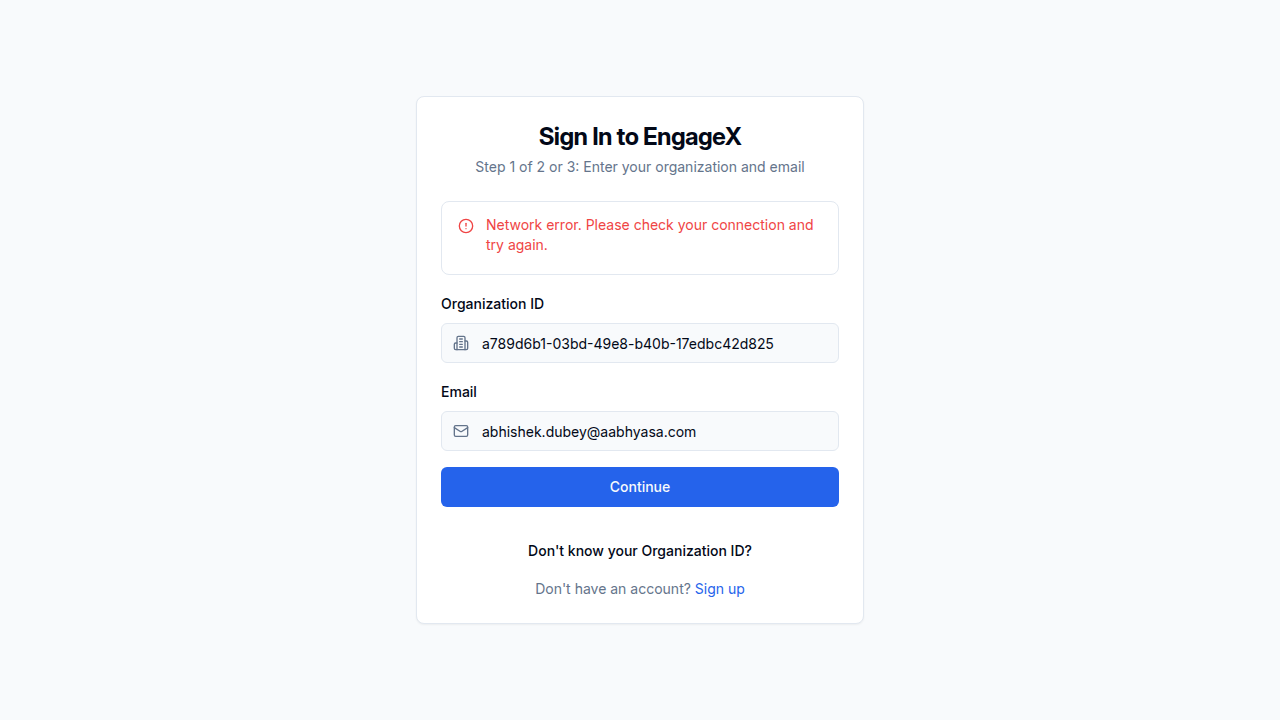 Sign In to EngageX
Step 1 of 2 or 3: Enter your organization and email
Network error. Please check your connection and
try again.
Organization ID
a789d6b1-03bd-49e8-b40b-17edbc42d825
Email
abhishek.dubey@aabhyasa.com
Continue
Don't know your Organization ID?
Don't have an account? Sign up